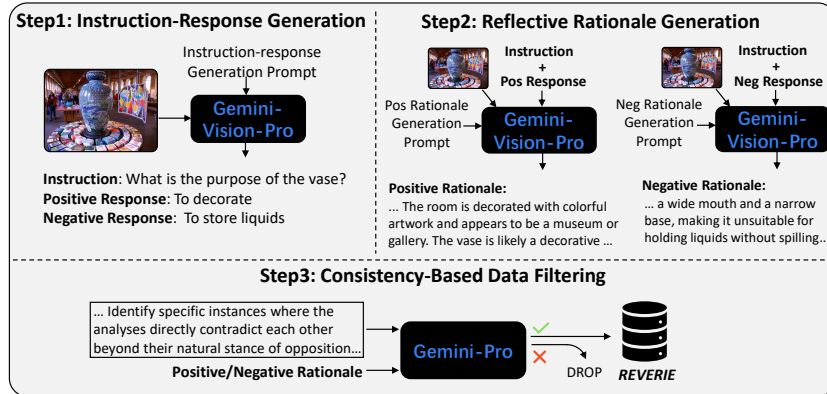 Step1: Instruction-Response Generation
Instruction-response
Generation Prompt
Gemini-
Vision-Pro
Instruction: What is the purpose of the vase?
Positive Response: To decorate
Negative Response: To store liquids
Step2: Reflective Rationale Generation
Instruction
+
Pos Response
Pos Rationale
Generation
Prompt
Gemini-
Vision-Pro
Positive Rationale:
... The room is decorated with colorful
artwork and appears to be a museum or
gallery. The vase is likely a decorative ...
Instruction
+
Neg Response
Neg Rationale
Generation
Prompt
Gemini-
Vision-Pro
Negative Rationale:
... a wide mouth and a narrow
base, making it unsuitable for
holding liquids without spilling...
Step3: Consistency-Based Data Filtering
... Identify specific instances where the
analyses directly contradict each other
beyond their natural stance of opposition...
Positive/Negative Rationale
Gemini-Pro
DROP
REVERIE